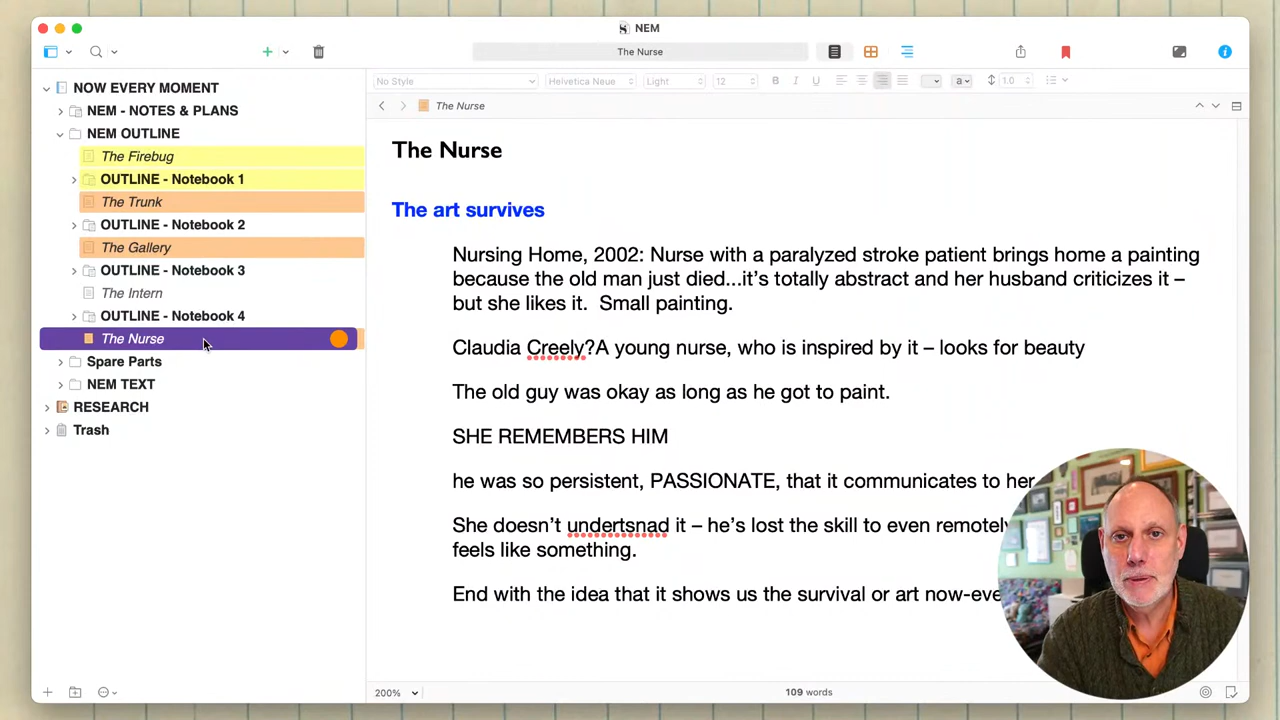 NEM
The Nurse
NOW EVERY MOMENT
NEM - NOTES & PLANS
NEM OUTLINE
The Firebug
OUTLINE - Notebook 1
The Trunk
OUTLINE - Notebook 2
The Gallery
OUTLINE - Notebook 3
The Intern
OUTLINE - Notebook 4
The Nurse
Spare Parts
NEM TEXT
RESEARCH
Trash
No Style
Helvetica Neue
Light
12
B I U
a
1.0
The Nurse
The Nurse
The art survives
Nursing Home, 2002: Nurse with a paralyzed stroke patient brings home a painting
because the old man just died...it’s totally abstract and her husband criticizes it –
but she likes it.  Small painting.
Claudia Creely?A young nurse, who is inspired by it – looks for beauty
The old guy was okay as long as he got to paint.
SHE REMEMBERS HIM
he was so persistent, PASSIONATE, that it communicates to her
She doesn’t undertsnad it – he’s lost the skill to even remotely
feels like something.
End with the idea that it shows us the survival or art now-eve
200%
109 words